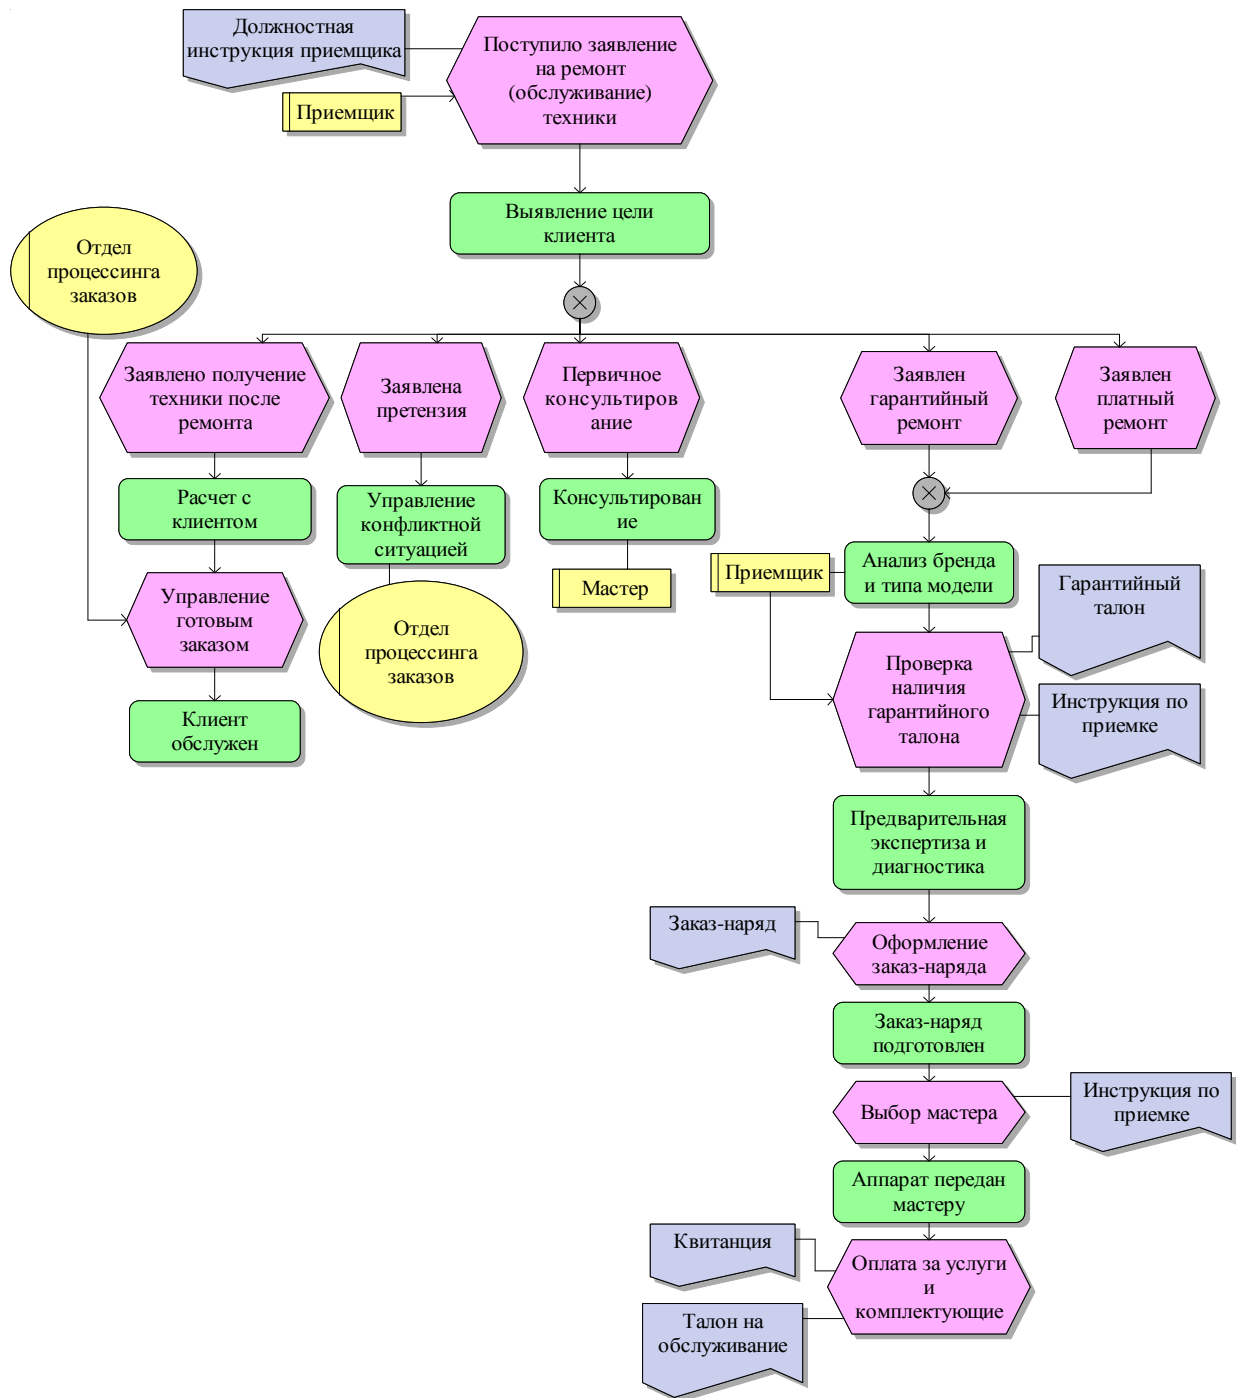 Должностная
инструкция приемщика
Поступило заявление
на ремонт
(обслуживание)
техники
Приемщик
Выявление цели
клиента
Отдел
процессинга
заказов
Заявлено получение
техники после
ремонта
Заявлена
претензия
Первичное
консультиров
ание
Заявлен
гарантийный
ремонт
Заявлен
платный
ремонт
Расчет с
клиентом
Управление
конфликтной
ситуацией
Консультирован
ие
Приемщик
Анализ бренда
и типа модели
Гарантийный
талон
Управление
готовым
заказом
Мастер
Отдел
процессинга
заказов
Проверка
наличия
гарантийного
талона
Инструкция по
приемке
Клиент
обслужен
Предварительная
экспертиза и
диагностика
Заказ-наряд
Оформление
заказ-наряда
Заказ-наряд
подготовлен
Выбор мастера
Инструкция по
приемке
Аппарат передан
мастеру
Квитанция
Оплата за услуги
и
комплектующие
Талон на
обслуживание